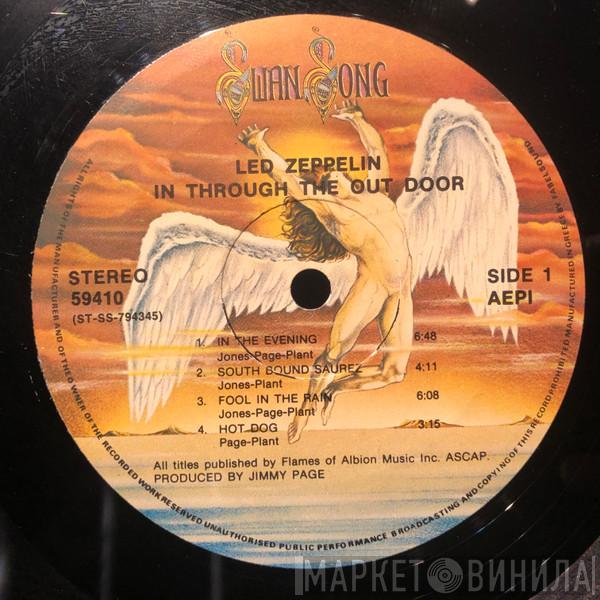 SWAN SONG
LED ZEPPELIN
IN THROUGH THE OUT DOOR
STEREO
59410
(ST-SS-794345)
SIDE 1
AEPI
1. IN THE EVENING 6:48
Jones-Page-Plant
2. SOUTH BOUND SAUREZ 4:11
Jones-Plant
3. FOOL IN THE RAIN 6:08
Jones-Page-Plant
4. HOT DOG 3:15
Page-Plant
All titles published by Flames of Albion Music Inc. ASCAP.
PRODUCED BY JIMMY PAGE
ALL RIGHTS OF THE MANUFACTURER AND OF THE OWNER OF THE RECORDED WORK RESERVED UNAUTHORISED PUBLIC PERFORMANCE BROADCASTING AND COPYING OF THIS RECORD PROHIBITED MANUFACTURED IN GREECE BY FABELSOUND
МАРКЕТ ВИНИЛА